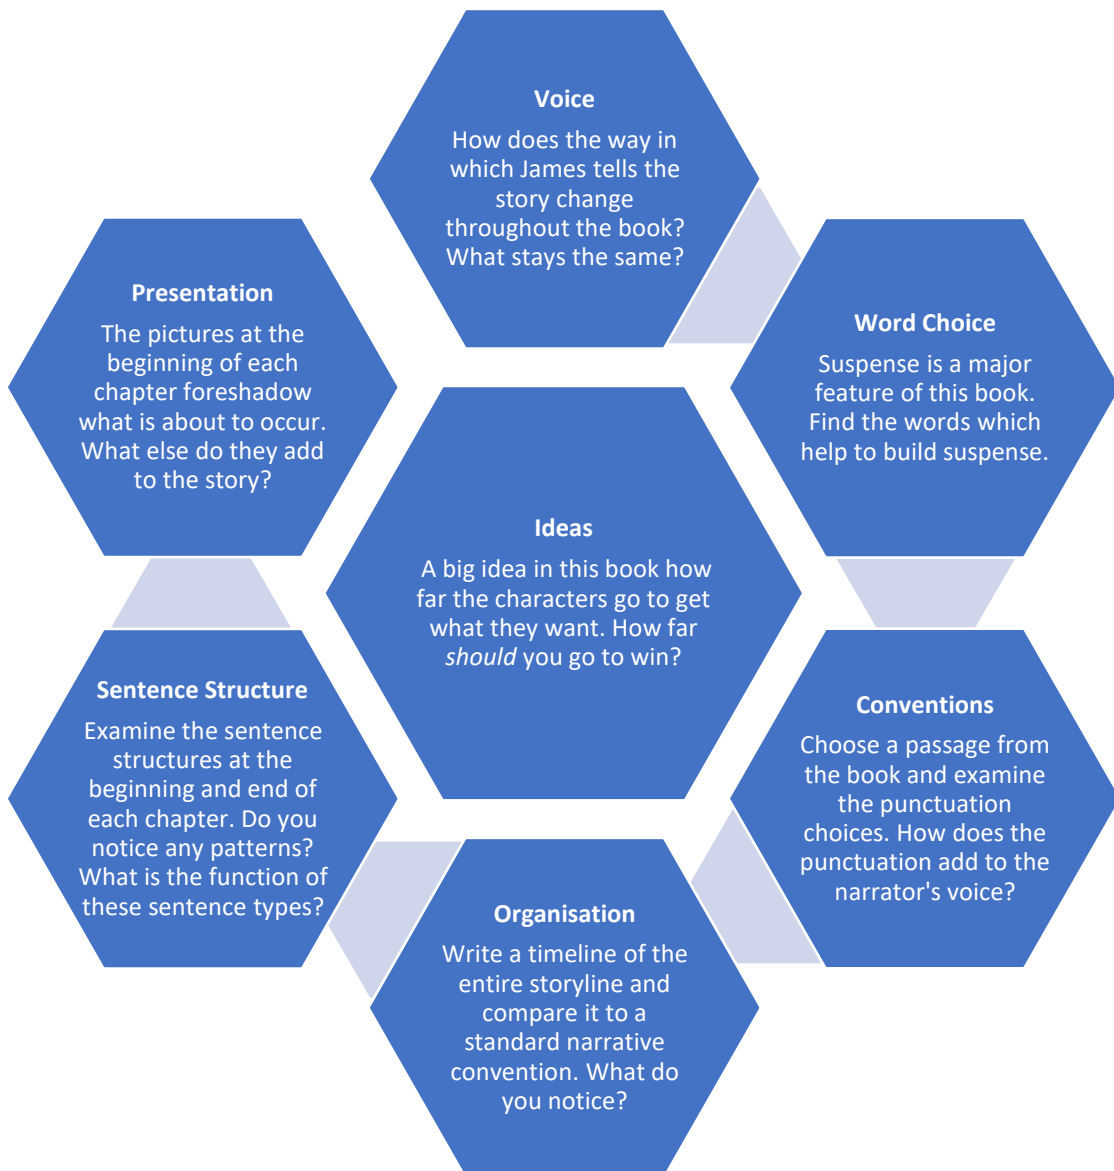 Voice
How does the way in
which James tells the
story change
throughout the book?
What stays the same?
Word Choice
Suspense is a major
feature of this book.
Find the words which
help to build suspense.
Conventions
Choose a passage from
the book and examine
the punctuation
choices. How does the
punctuation add to the
narrator's voice?
Organisation
Write a timeline of the
entire storyline and
compare it to a
standard narrative
convention. What do
you notice?
Sentence Structure
Examine the sentence
structures at the
beginning and end of
each chapter. Do you
notice any patterns?
What is the function of
these sentence types?
Presentation
The pictures at the
beginning of each
chapter foreshadow
what is about to occur.
What else do they add
to the story?
Ideas
A big idea in this book how
far the characters go to get
what they want. How far
should you go to win?